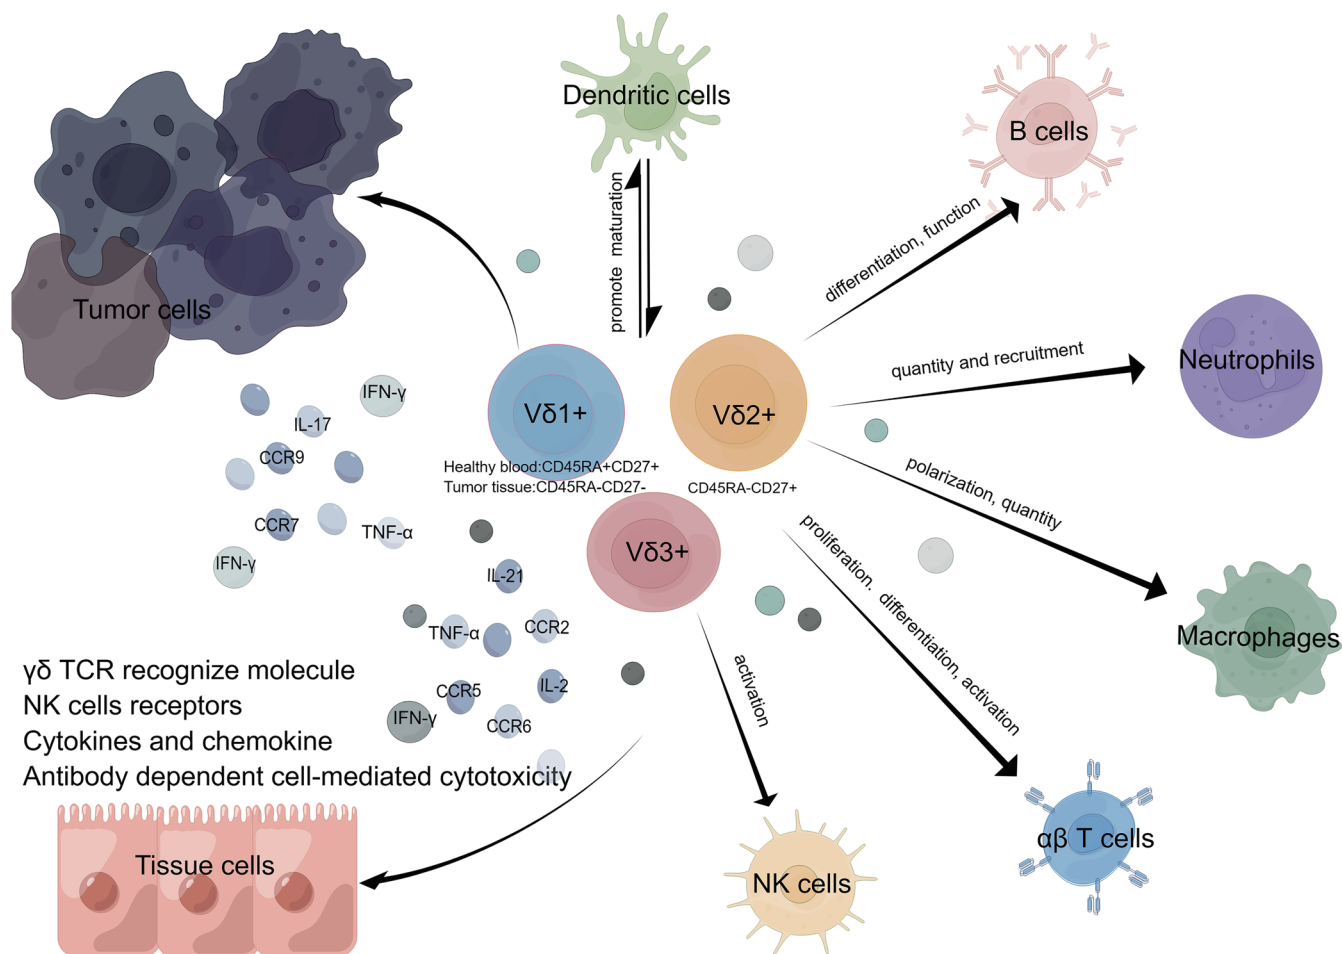 Dendritic cells
B cells
promote maturation
differentiation, function
Tumor cells
quantity and recruitment
Neutrophils
IFN-γ
IL-17
CCR9
CCR7
TNF-α
IFN-γ
Vδ1+
Vδ2+
Healthy blood:CD45RA+CD27+
Tumor tissue:CD45RA-CD27-
CD45RA-CD27+
Vδ3+
polarization, quantity
proliferation. differentiation, activation
Macrophages
IL-21
TNF-α
CCR2
CCR5
IL-2
IFN-γ
CCR6
activation
γδ TCR recognize molecule
NK cells receptors
Cytokines and chemokine
Antibody dependent cell-mediated cytotoxicity
Tissue cells
NK cells
αβ T cells